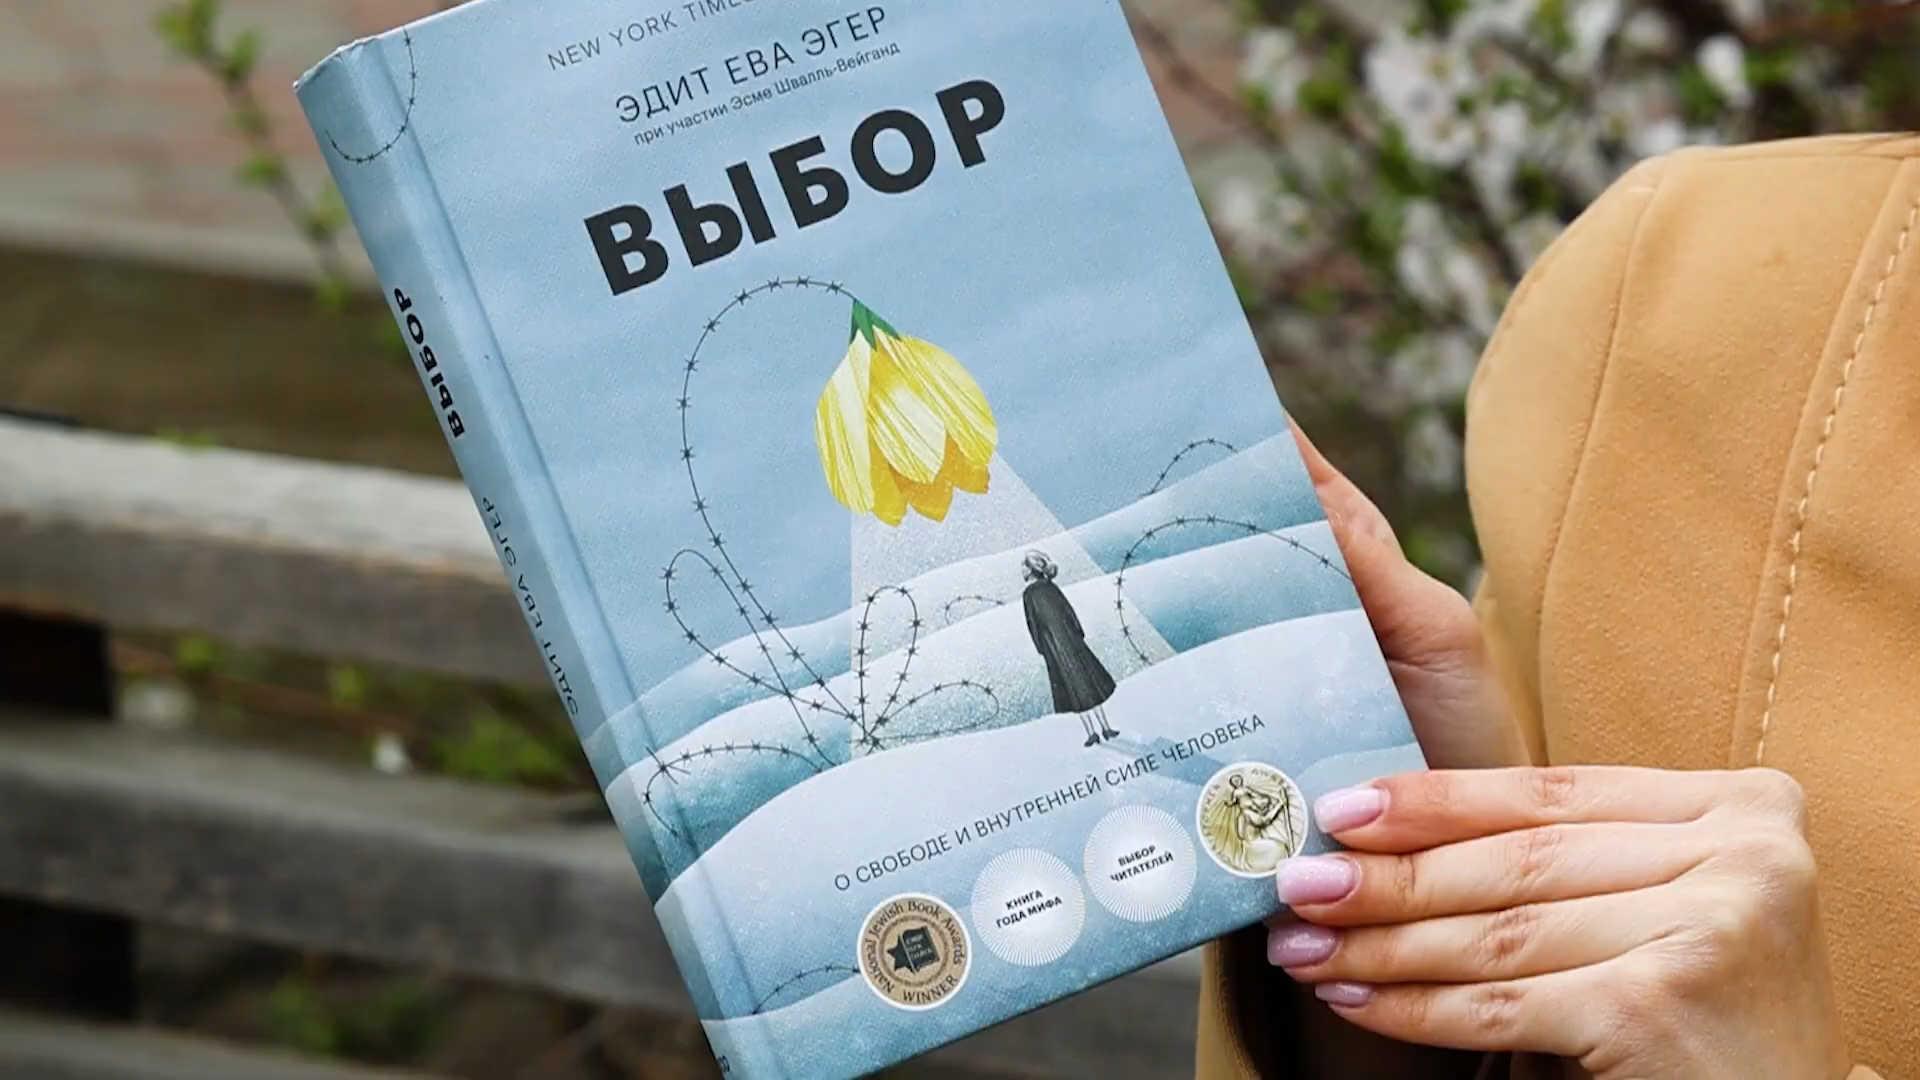 NEW YORK TIMES
ЭДИТ ЕВА ЭГЕР
при участии Эсме Швалль-Вейганд
ВЫБОР
О СВОБОДЕ И ВНУТРЕННЕЙ СИЛЕ ЧЕЛОВЕКА
National Jewish Book Awards
WINNER
КНИГА
ГОДА МИФА
ВЫБОР
ЧИТАТЕЛЕЙ
ВЫБОР
ЭДИТ ЕВА ЭГЕР